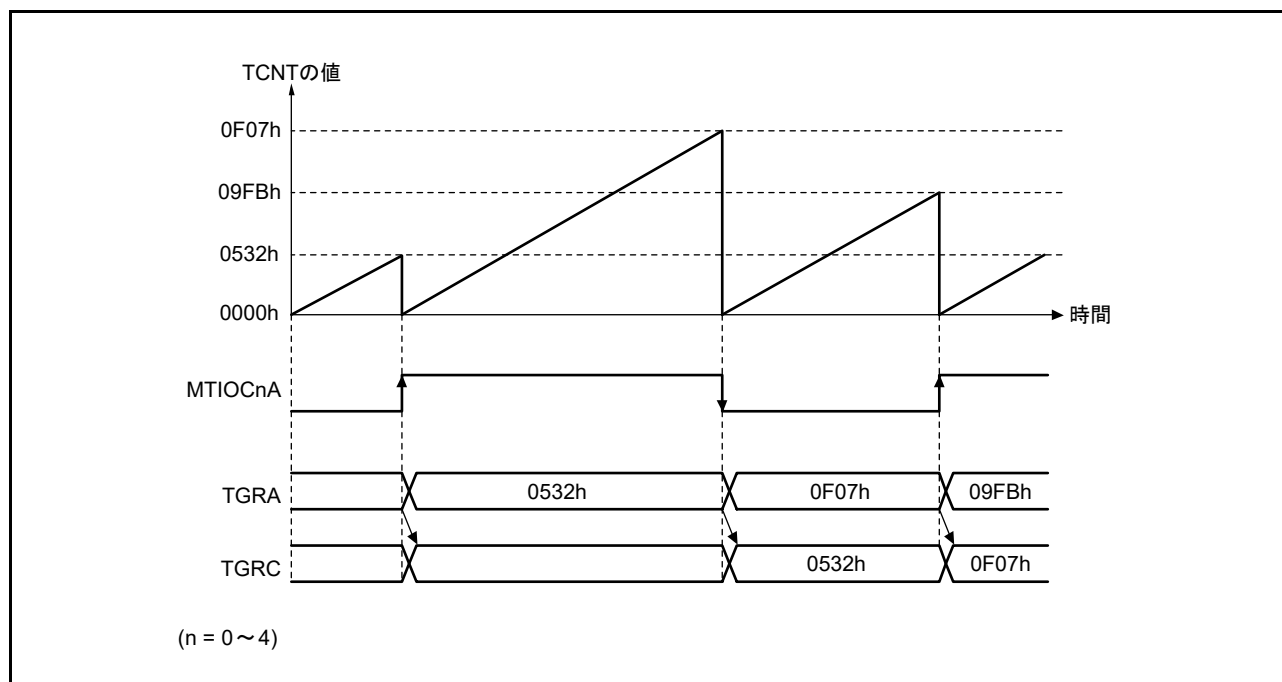 TCNTの値
0F07h
09FBh
0532h
0000h
時間
MTIOCnA
TGRA
0532h
0F07h
09FBh
TGRC
0532h
0F07h
(n = 0～4)